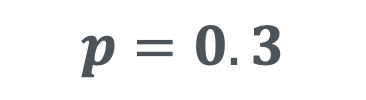 p = 0.3